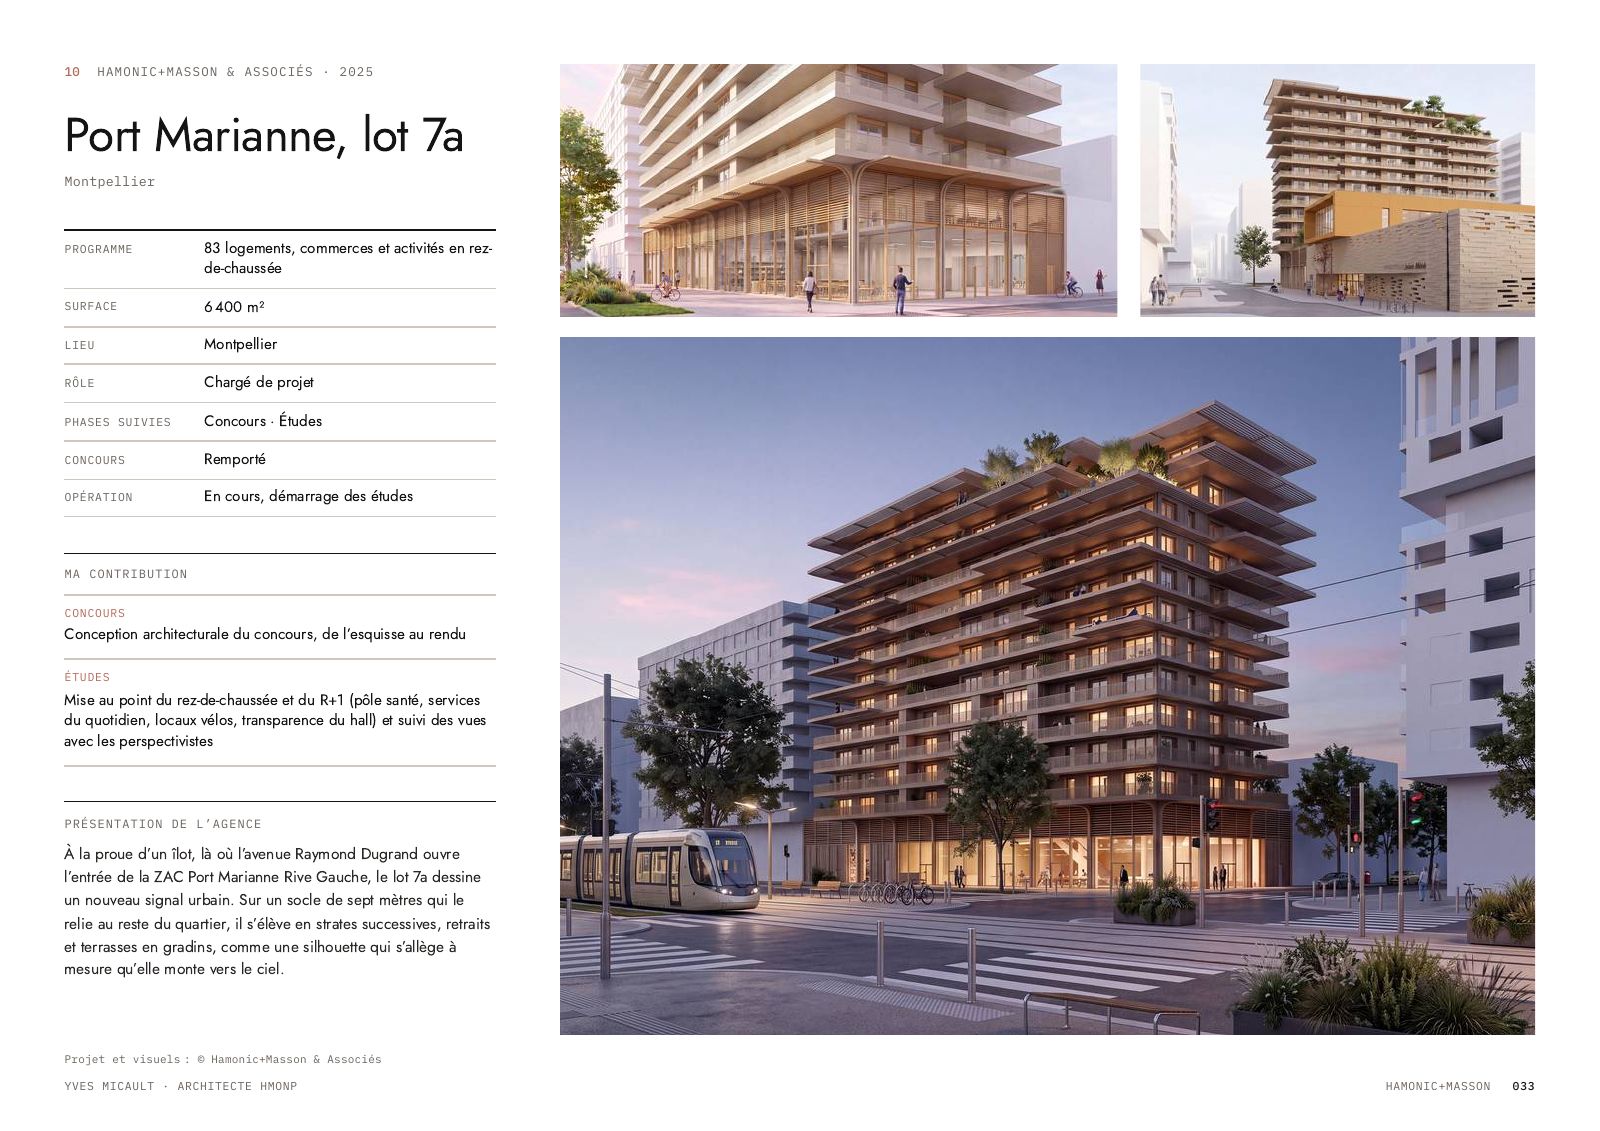 10 HAMONIC+MASSON & ASSOCIÉS · 2025
Port Marianne, lot 7a
Montpellier
PROGRAMME 83 logements, commerces et activités en rez-
de-chaussée
SURFACE 6 400 m²
LIEU Montpellier
RÔLE Chargé de projet
PHASES SUIVIES Concours · Études
CONCOURS Remporté
OPÉRATION En cours, démarrage des études
MA CONTRIBUTION
CONCOURS
Conception architecturale du concours, de l’esquisse au rendu
ÉTUDES
Mise au point du rez-de-chaussée et du R+1 (pôle santé, services
du quotidien, locaux vélos, transparence du hall) et suivi des vues
avec les perspectivistes
PRÉSENTATION DE L’AGENCE
À la proue d’un îlot, là où l’avenue Raymond Dugrand ouvre
l’entrée de la ZAC Port Marianne Rive Gauche, le lot 7a dessine
un nouveau signal urbain. Sur un socle de sept mètres qui le
relie au reste du quartier, il s’élève en strates successives, retraits
et terrasses en gradins, comme une silhouette qui s’allège à
mesure qu’elle monte vers le ciel.
Projet et visuels : © Hamonic+Masson & Associés
YVES MICAULT · ARCHITECTE HMONP
HAMONIC+MASSON 033